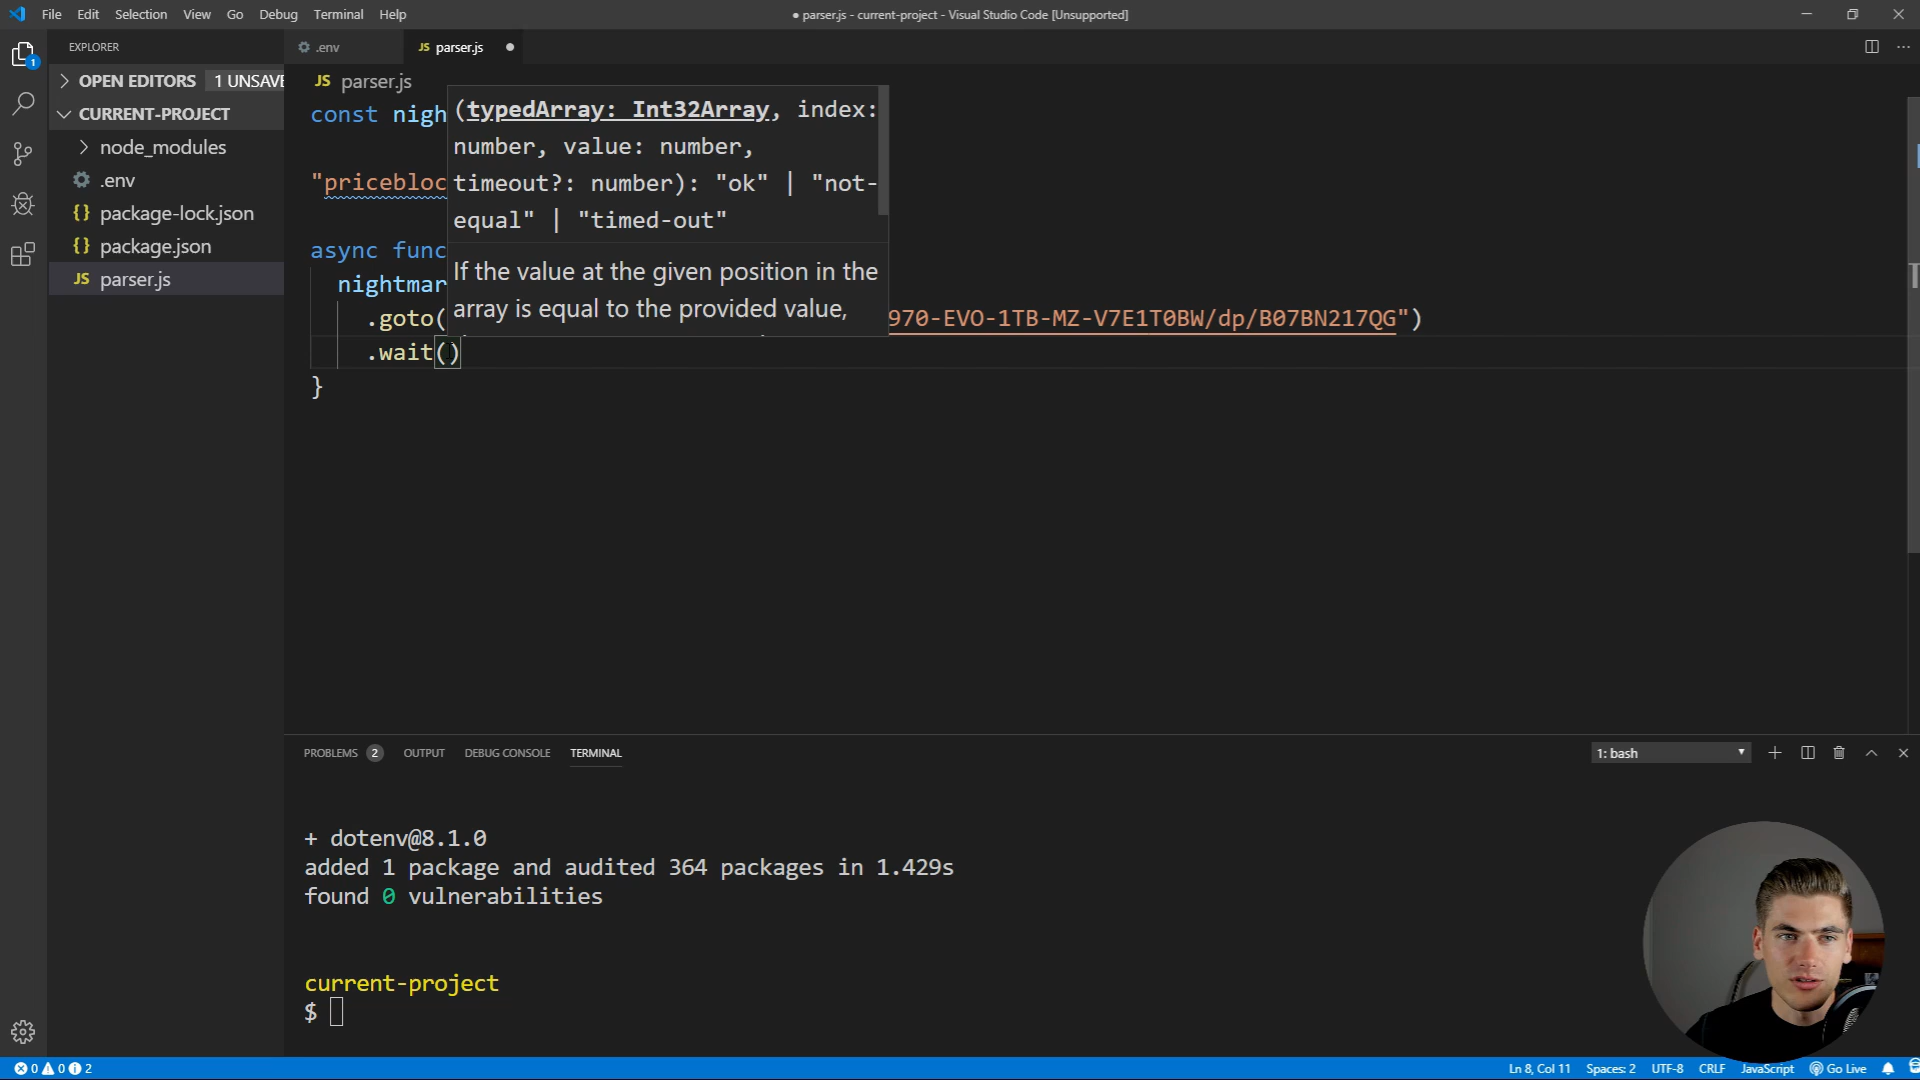 File Edit Selection View Go Debug Terminal Help
● parser.js - current-project - Visual Studio Code [Unsupported]
EXPLORER
.env
JS parser.js
1
OPEN EDITORS 1 UNSAVE
CURRENT-PROJECT
node_modules
.env
{} package-lock.json
{} package.json
JS parser.js
JS parser.js
const nigh
"pricebloc
async func
nightmar
.goto(
970-EVO-1TB-MZ-V7E1T0BW/dp/B07BN217QG")
.wait()
}
(typedArray: Int32Array, index:
number, value: number,
timeout?: number): "ok" | "not-
equal" | "timed-out"
If the value at the given position in the
array is equal to the provided value,
PROBLEMS 2 OUTPUT DEBUG CONSOLE TERMINAL
1: bash
+ dotenv@8.1.0
added 1 package and audited 364 packages in 1.429s
found 0 vulnerabilities
current-project
$
0 0 2
Ln 8, Col 11 Spaces: 2 UTF-8 CRLF JavaScript Go Live